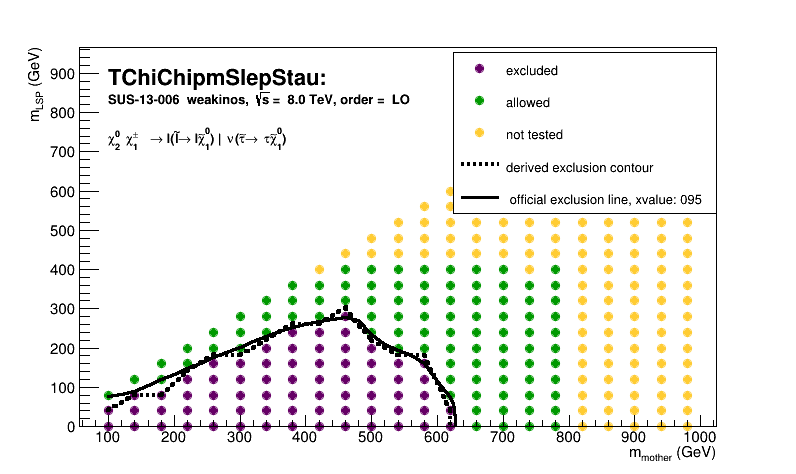 m_LSP (GeV)
900
800
700
600
500
400
300
200
100
0
TChiChipmSlepStau:
SUS-13-006 weakinos, √s = 8.0 TeV, order = LO
χ⁰₂ χ±₁ → l(l̃→ lχ̃⁰₁) | ν(τ̃→ τχ̃⁰₁)
excluded
allowed
not tested
derived exclusion contour
official exclusion line, xvalue: 095
100 200 300 400 500 600 700 800 900 1000
m_mother (GeV)